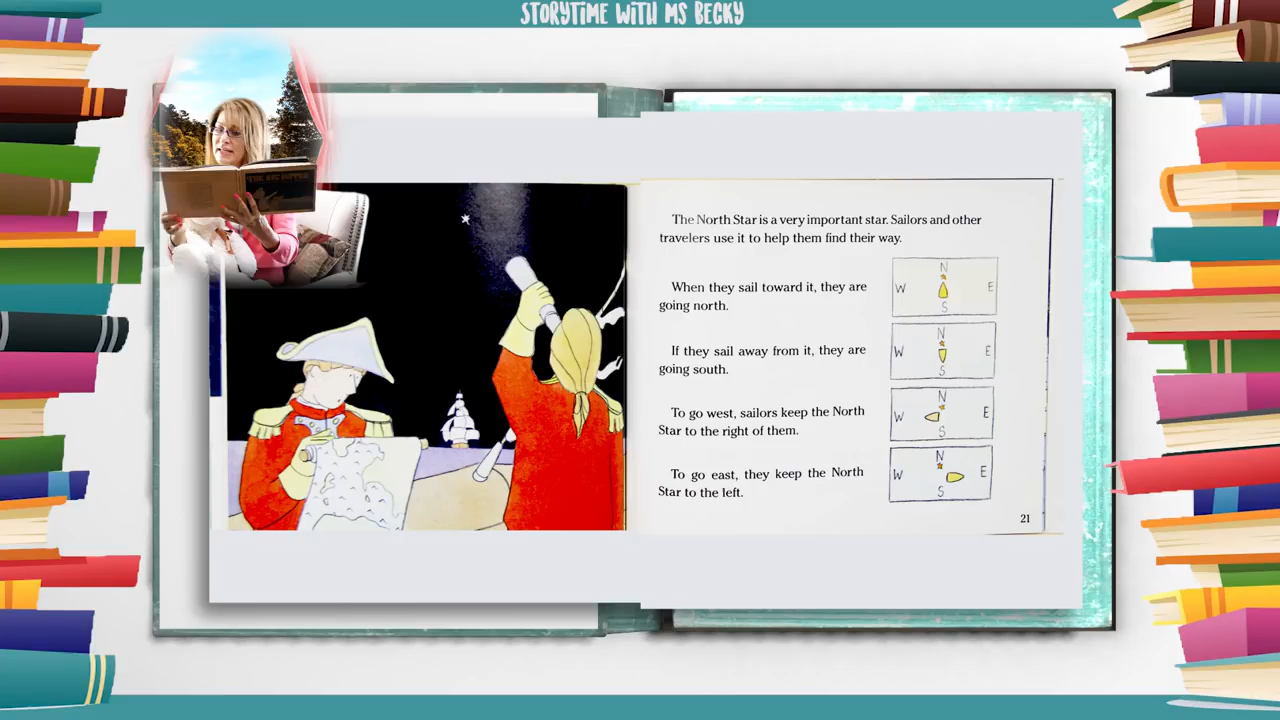 STORYTIME WITH MS BECKY
THE BIG DIPPER
The North Star is a very important star. Sailors and other
travelers use it to help them find their way.
When they sail toward it, they are
going north.
N
W E
S
If they sail away from it, they are
going south.
N
W E
S
To go west, sailors keep the North
Star to the right of them.
N
W E
S
To go east, they keep the North
Star to the left.
N
W E
S
21